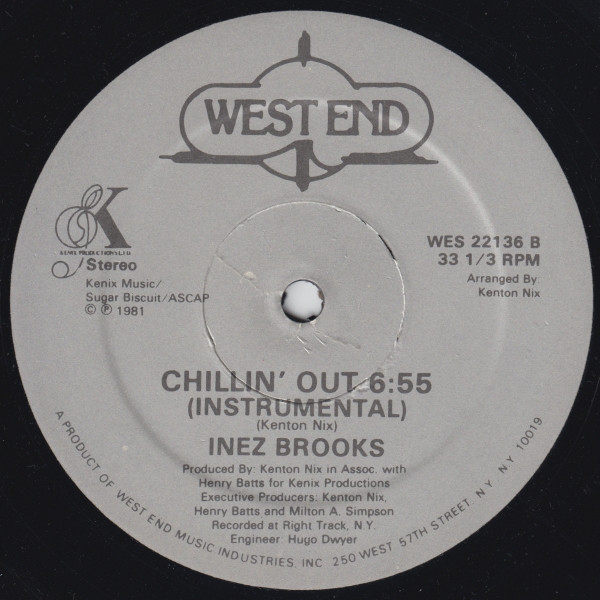 WEST END
K
KENIX PRODUCTIONS LTD.
Stereo
Kenix Music/
Sugar Biscuit/ASCAP
© ℗ 1981
WES 22136 B
33 1/3 RPM
Arranged By:
Kenton Nix
CHILLIN' OUT 6:55
(INSTRUMENTAL)
(Kenton Nix)
INEZ BROOKS
Produced By: Kenton Nix in Assoc. with
Henry Batts for Kenix Productions
Executive Producers: Kenton Nix,
Henry Batts and Milton A. Simpson
Recorded at Right Track, N.Y.
Engineer: Hugo Dwyer
A PRODUCT OF WEST END MUSIC INDUSTRIES, INC. 250 WEST 57TH STREET, N.Y. N.Y. 10019